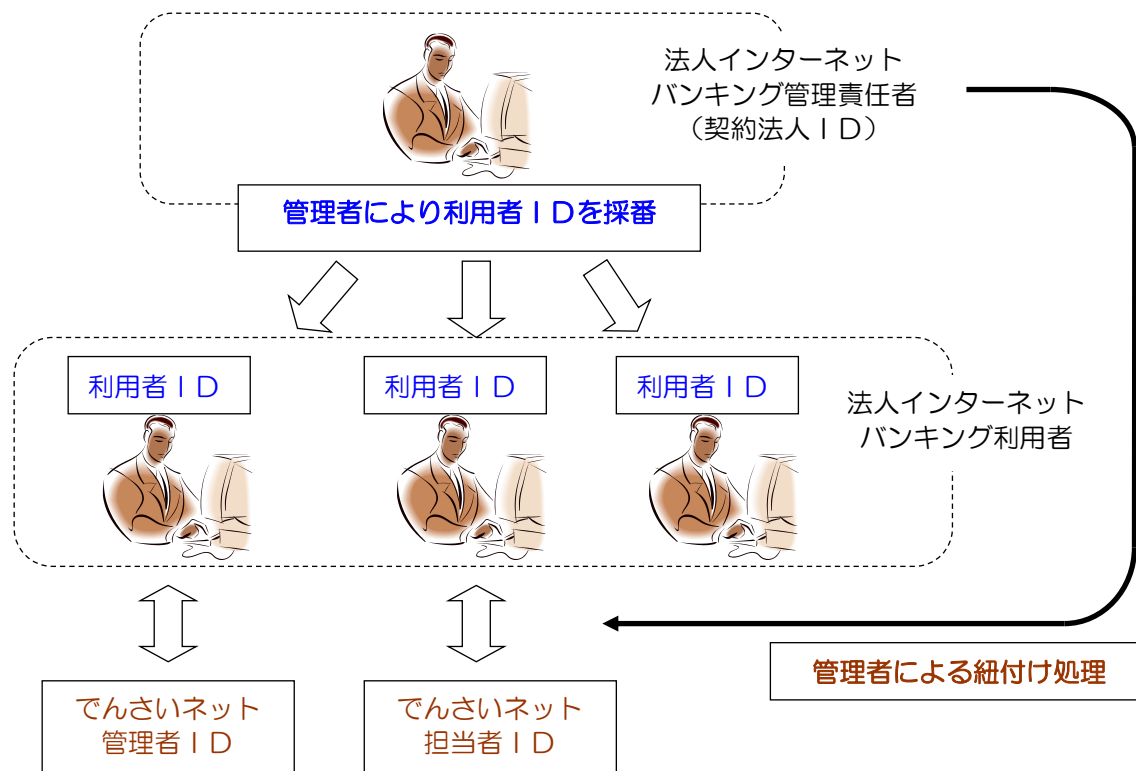 法人インターネット
バンキング管理責任者
（契約法人ＩＤ）
管理者により利用者ＩＤを採番
利用者ＩＤ
利用者ＩＤ
利用者ＩＤ
法人インターネット
バンキング利用者
管理者による紐付け処理
でんさいネット
管理者ＩＤ
でんさいネット
担当者ＩＤ